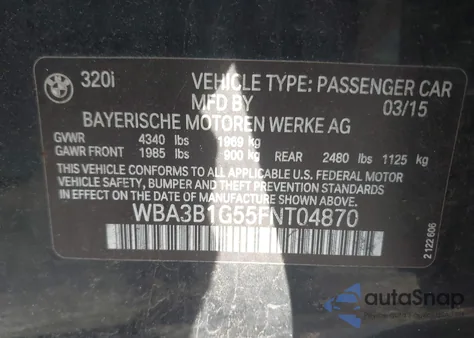 320i VEHICLE TYPE: PASSENGER CAR
MFD BY 03/15
BAYERISCHE MOTOREN WERKE AG
GVWR 4340 lbs 1969 kg
GAWR FRONT 1985 lbs 900 kg REAR 2480 lbs 1125 kg
THIS VEHICLE CONFORMS TO ALL APPLICABLE U.S. FEDERAL MOTOR
VEHICLE SAFETY, BUMPER, AND THEFT PREVENTION STANDARDS
IN EFFECT ON THE DATE OF MANUFACTURE SHOWN ABOVE.
WBA3B1G55FNT04870
2 122 606
autoSnap